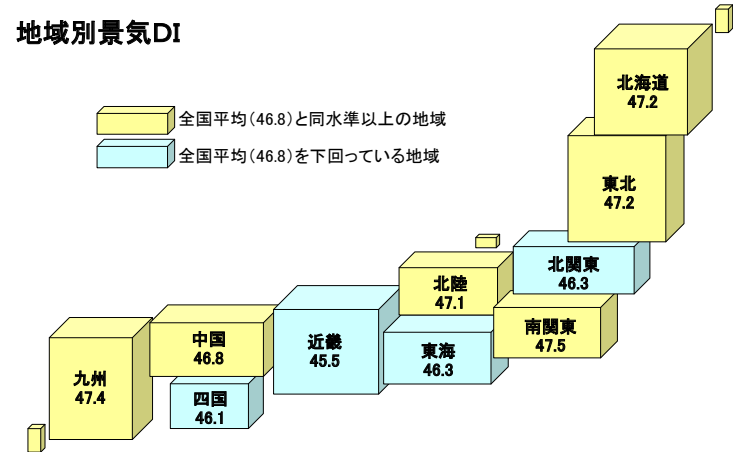 地域別景気DI
全国平均(46.8)と同水準以上の地域
全国平均(46.8)を下回っている地域
北海道
47.2
東北
47.2
北関東
46.3
北陸
47.1
南関東
47.5
東海
46.3
近畿
45.5
中国
46.8
四国
46.1
九州
47.4